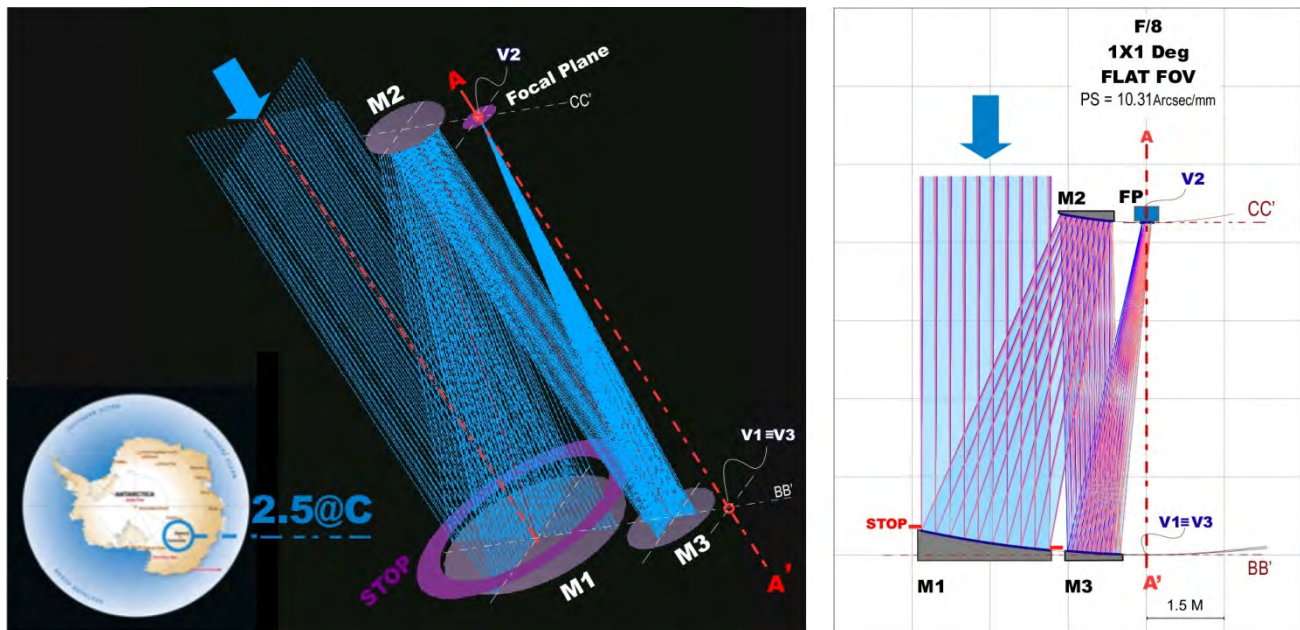 A
V2
Focal Plane
M2
CC'
V1≡V3
BB'
M3
M1
STOP
A'
ANTARCTICA
2.5@C
F/8
1X1 Deg
FLAT FOV
PS = 10.31Arcsec/mm
A
M2
FP
V2
CC'
STOP
V1≡V3
BB'
M1
M3
A'
1.5 M